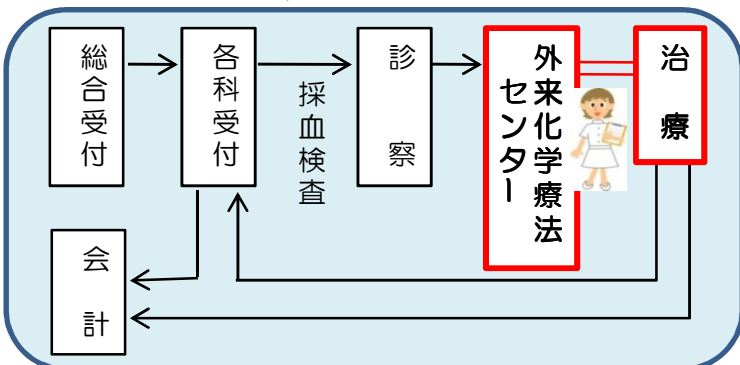 総合受付
各科受付
採血検査
診察
外来化学療法
センター
治療
会計